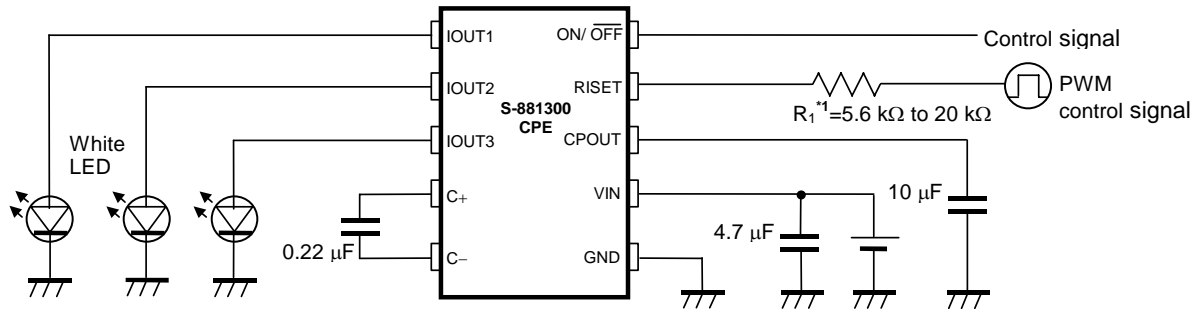 IOUT1
IOUT2
IOUT3
C+
C−
S-881300
CPE
ON/ O̅F̅F̅
RISET
CPOUT
VIN
GND
White
LED
0.22 μF
Control signal
PWM
control signal
R₁*¹=5.6 kΩ to 20 kΩ
4.7 μF
10 μF